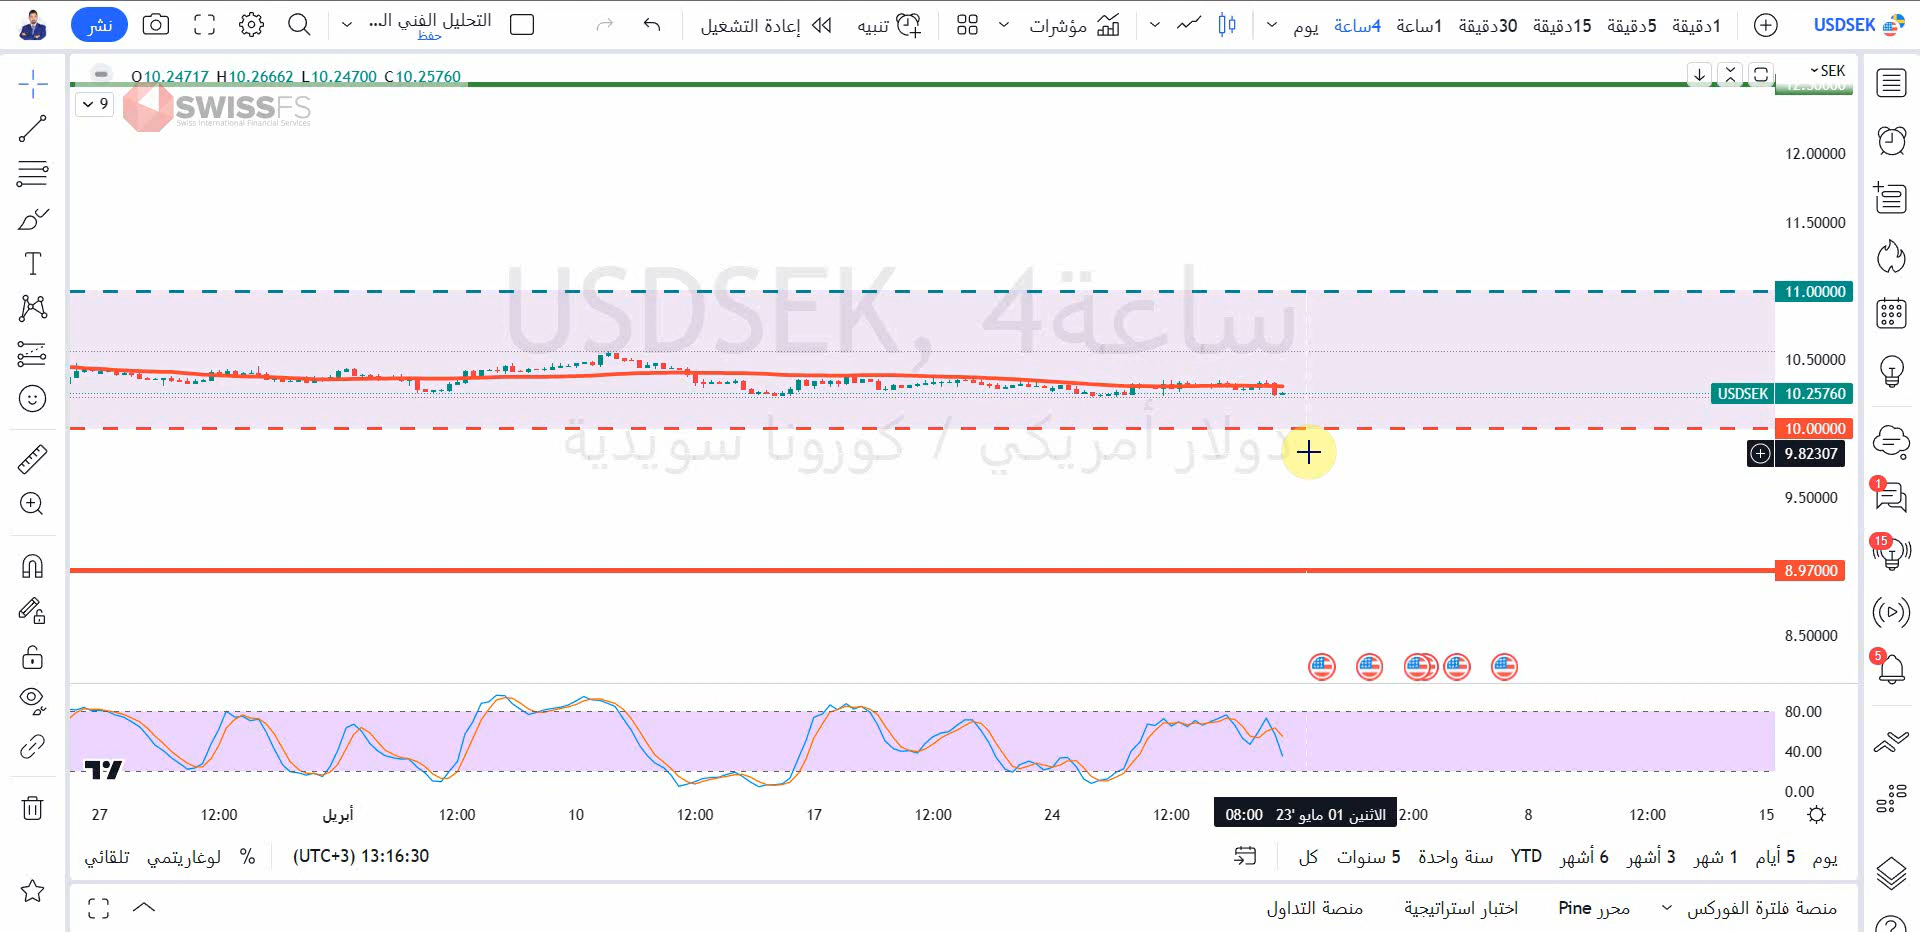 نشر
التحليل الفني الـ...
حفظ
إعادة التشغيل
تنبيه
مؤشرات
يوم
4ساعة
1ساعة
30دقيقة
15دقيقة
5دقيقة
1دقيقة
USDSEK
O10.24717 H10.26662 L10.24700 C10.25760
9
SWISSFS
Swiss International Financial Services
SEK
12.00000
11.50000
11.00000
10.50000
USDSEK 10.25760
10.00000
9.82307
9.50000
8.97000
8.50000
USDSEK, 4ساعة
دولار أمريكي / كورونا سويدية
1
15
5
80.00
40.00
0.00
27
12:00
أبريل
12:00
10
12:00
17
12:00
24
12:00
الاثنين 01 مايو '23 08:00
2:00
8
12:00
15
تلقائي
لوغاريتمي
%
13:16:30 (UTC+3)
كل
5 سنوات
سنة واحدة
YTD
6 أشهر
3 أشهر
1 شهر
5 أيام
يوم
منصة التداول
اختبار استراتيجية
محرر Pine
منصة فلترة الفوركس